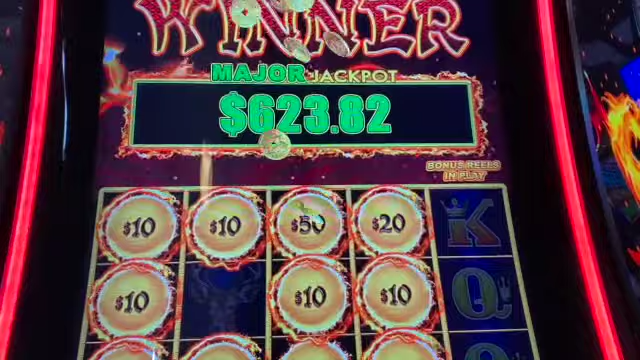 WINNER
MAJOR JACKPOT
$623.82
BONUS REELS
IN PLAY
$10 $10 $50 $20 K
$10 $10 $10 Q